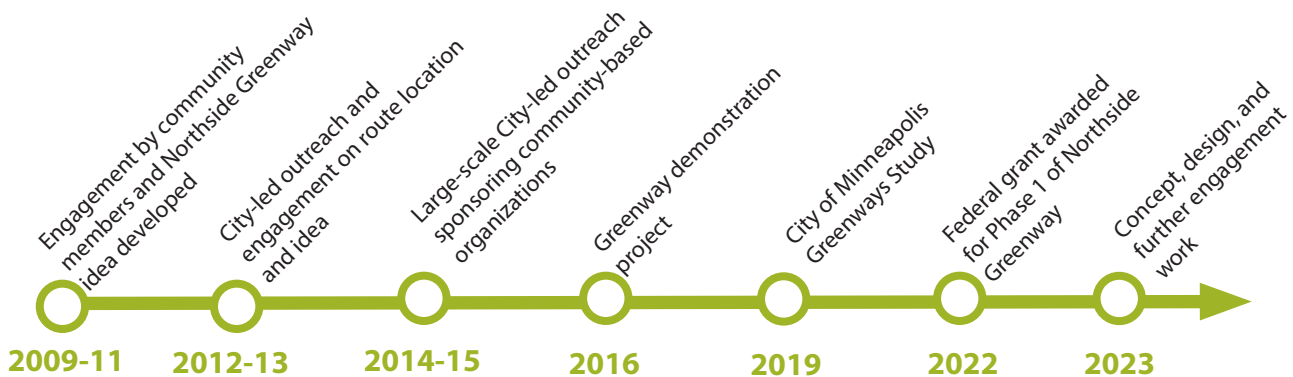 Engagement by community
members and Northside Greenway
idea developed
City-led outreach and
engagement on route location
and idea
Large-scale City-led outreach
sponsoring community-based
organizations
Greenway demonstration
project
City of Minneapolis
Greenways Study
Federal grant awarded
for Phase 1 of Northside
Greenway
Concept, design, and
further engagement
work
2009-11
2012-13
2014-15
2016
2019
2022
2023